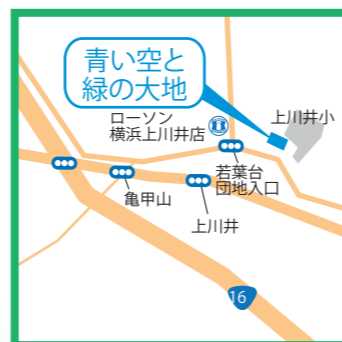 青い空と
緑の大地
ローソン
横浜上川井店
上川井小
若葉台
団地入口
亀甲山
上川井
16